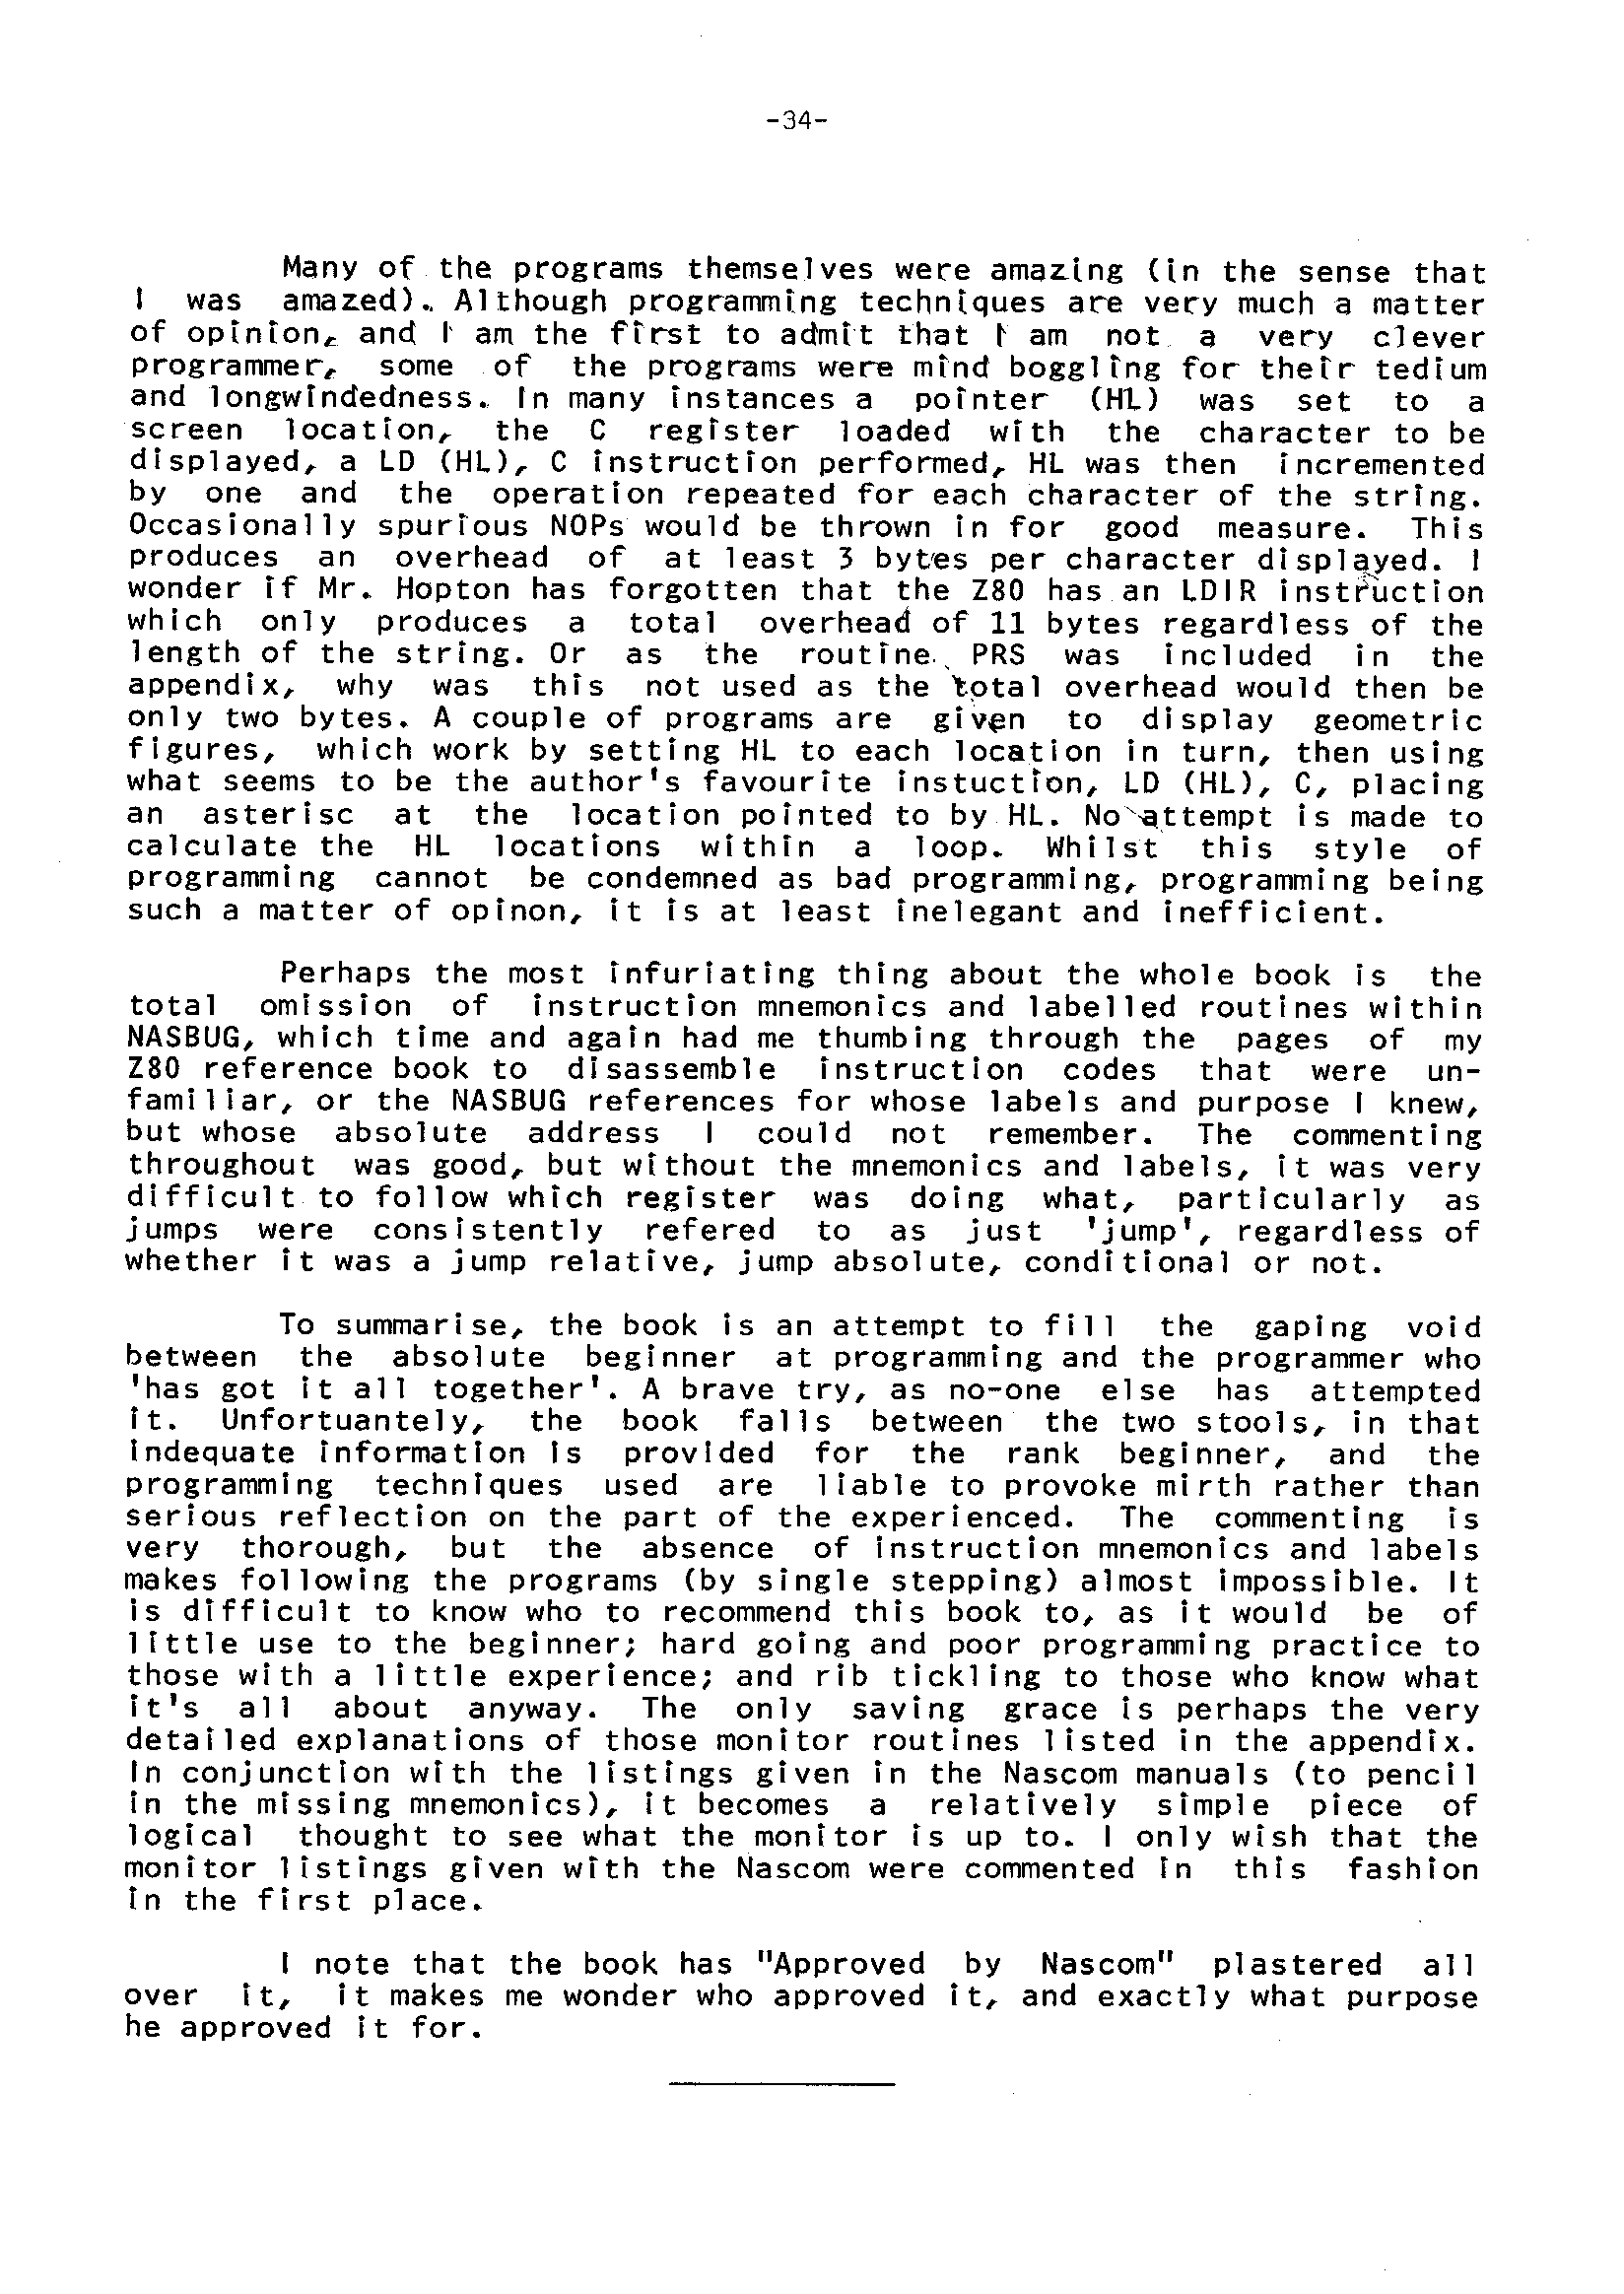 -34-
Many of the programs themselves were amazing (in the sense that
I was amazed). Although programming techniques are very much a matter
of opinion, and I am the first to admit that I am not a very clever
programmer, some of the programs were mind boggling for their tedium
and longwindedness. In many instances a pointer (HL) was set to a
screen location, the C register loaded with the character to be
displayed, a LD (HL), C instruction performed, HL was then incremented
by one and the operation repeated for each character of the string.
Occasionally spurious NOPs would be thrown in for good measure. This
produces an overhead of at least 3 bytes per character displayed. I
wonder if Mr. Hopton has forgotten that the Z80 has an LDIR instruction
which only produces a total overhead of 11 bytes regardless of the
length of the string. Or as the routine PRS was included in the
appendix, why was this not used as the total overhead would then be
only two bytes. A couple of programs are given to display geometric
figures, which work by setting HL to each location in turn, then using
what seems to be the author's favourite instuction, LD (HL), C, placing
an asterisc at the location pointed to by HL. No attempt is made to
calculate the HL locations within a loop. Whilst this style of
programming cannot be condemned as bad programming, programming being
such a matter of opinon, it is at least inelegant and inefficient.
Perhaps the most infuriating thing about the whole book is the
total omission of instruction mnemonics and labelled routines within
NASBUG, which time and again had me thumbing through the pages of my
Z80 reference book to disassemble instruction codes that were un-
familiar, or the NASBUG references for whose labels and purpose I knew,
but whose absolute address I could not remember. The commenting
throughout was good, but without the mnemonics and labels, it was very
difficult to follow which register was doing what, particularly as
jumps were consistently refered to as just 'jump', regardless of
whether it was a jump relative, jump absolute, conditional or not.
To summarise, the book is an attempt to fill the gaping void
between the absolute beginner at programming and the programmer who
'has got it all together'. A brave try, as no-one else has attempted
it. Unfortuantely, the book falls between the two stools, in that
indequate information is provided for the rank beginner, and the
programming techniques used are liable to provoke mirth rather than
serious reflection on the part of the experienced. The commenting is
very thorough, but the absence of instruction mnemonics and labels
makes following the programs (by single stepping) almost impossible. It
is difficult to know who to recommend this book to, as it would be of
little use to the beginner; hard going and poor programming practice to
those with a little experience; and rib tickling to those who know what
it's all about anyway. The only saving grace is perhaps the very
detailed explanations of those monitor routines listed in the appendix.
In conjunction with the listings given in the Nascom manuals (to pencil
in the missing mnemonics), it becomes a relatively simple piece of
logical thought to see what the monitor is up to. I only wish that the
monitor listings given with the Nascom were commented in this fashion
in the first place.
I note that the book has "Approved by Nascom" plastered all
over it, it makes me wonder who approved it, and exactly what purpose
he approved it for.